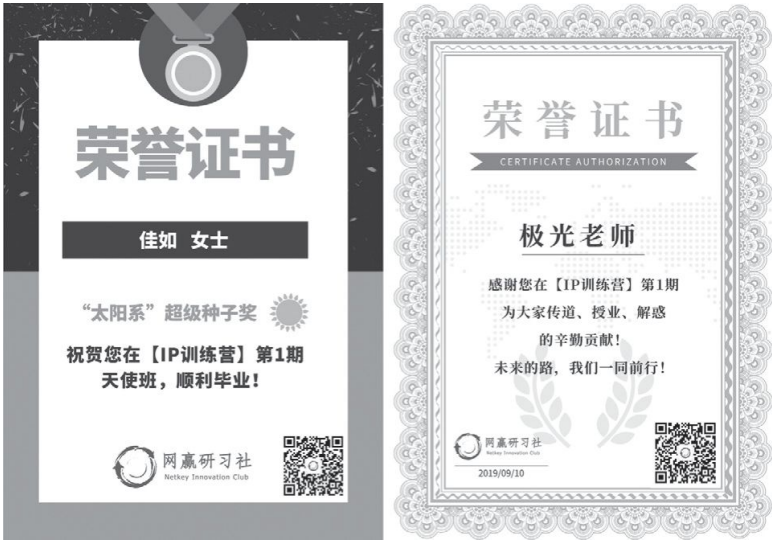 荣誉证书
佳如 女士
“太阳系”超级种子奖
祝贺您在【IP训练营】第1期
天使班，顺利毕业！
网赢研习社
Netkey Innovation Club
荣誉证书
CERTIFICATE AUTHORIZATION
极光老师
感谢您在【IP训练营】第1期
为大家传道、授业、解惑
的辛勤贡献！
未来的路，我们一同前行！
网赢研习社
Netkey Innovation Club
2019/09/10